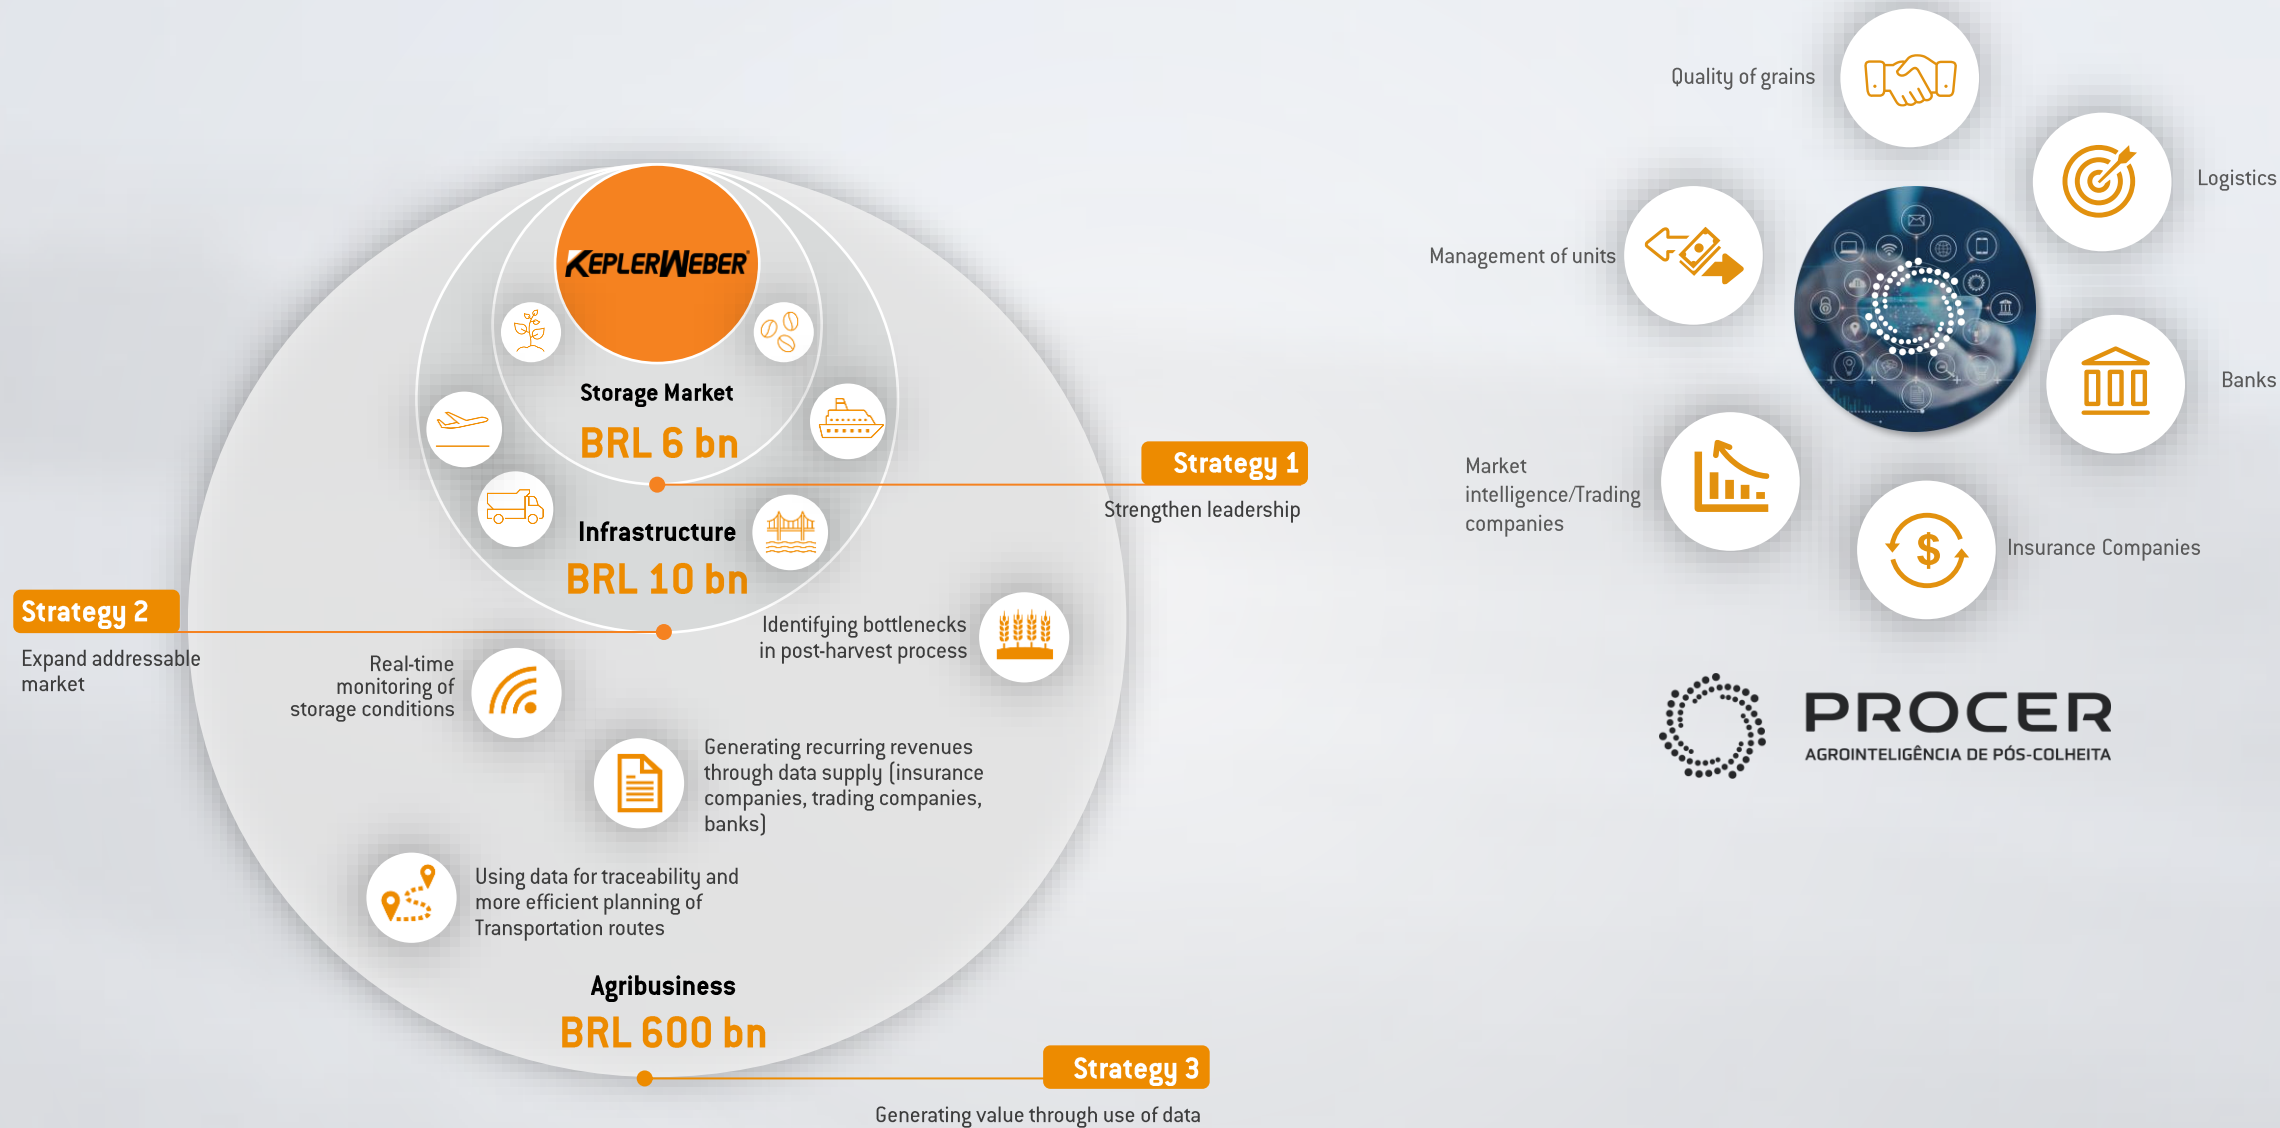 KEPLERWEBER
Storage Market
BRL 6 bn
Strategy 1
Strengthen leadership
Infrastructure
BRL 10 bn
Strategy 2
Expand addressable
market
Identifying bottlenecks
in post-harvest process
Real-time
monitoring of
storage conditions
Generating recurring revenues
through data supply (insurance
companies, trading companies,
banks)
Using data for traceability and
more efficient planning of
Transportation routes
Agribusiness
BRL 600 bn
Strategy 3
Generating value through use of data
Quality of grains
Logistics
Management of units
Banks
Market
intelligence/Trading
companies
$
Insurance Companies
PROCER
AGROINTELIGÊNCIA DE PÓS-COLHEITA